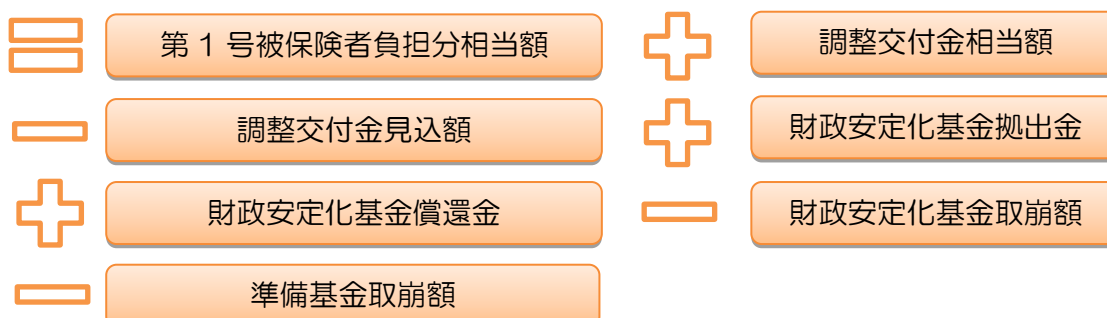 ＝ 第 1 号被保険者負担分相当額 ＋ 調整交付金相当額
－ 調整交付金見込額 ＋ 財政安定化基金拠出金
＋ 財政安定化基金償還金 － 財政安定化基金取崩額
－ 準備基金取崩額